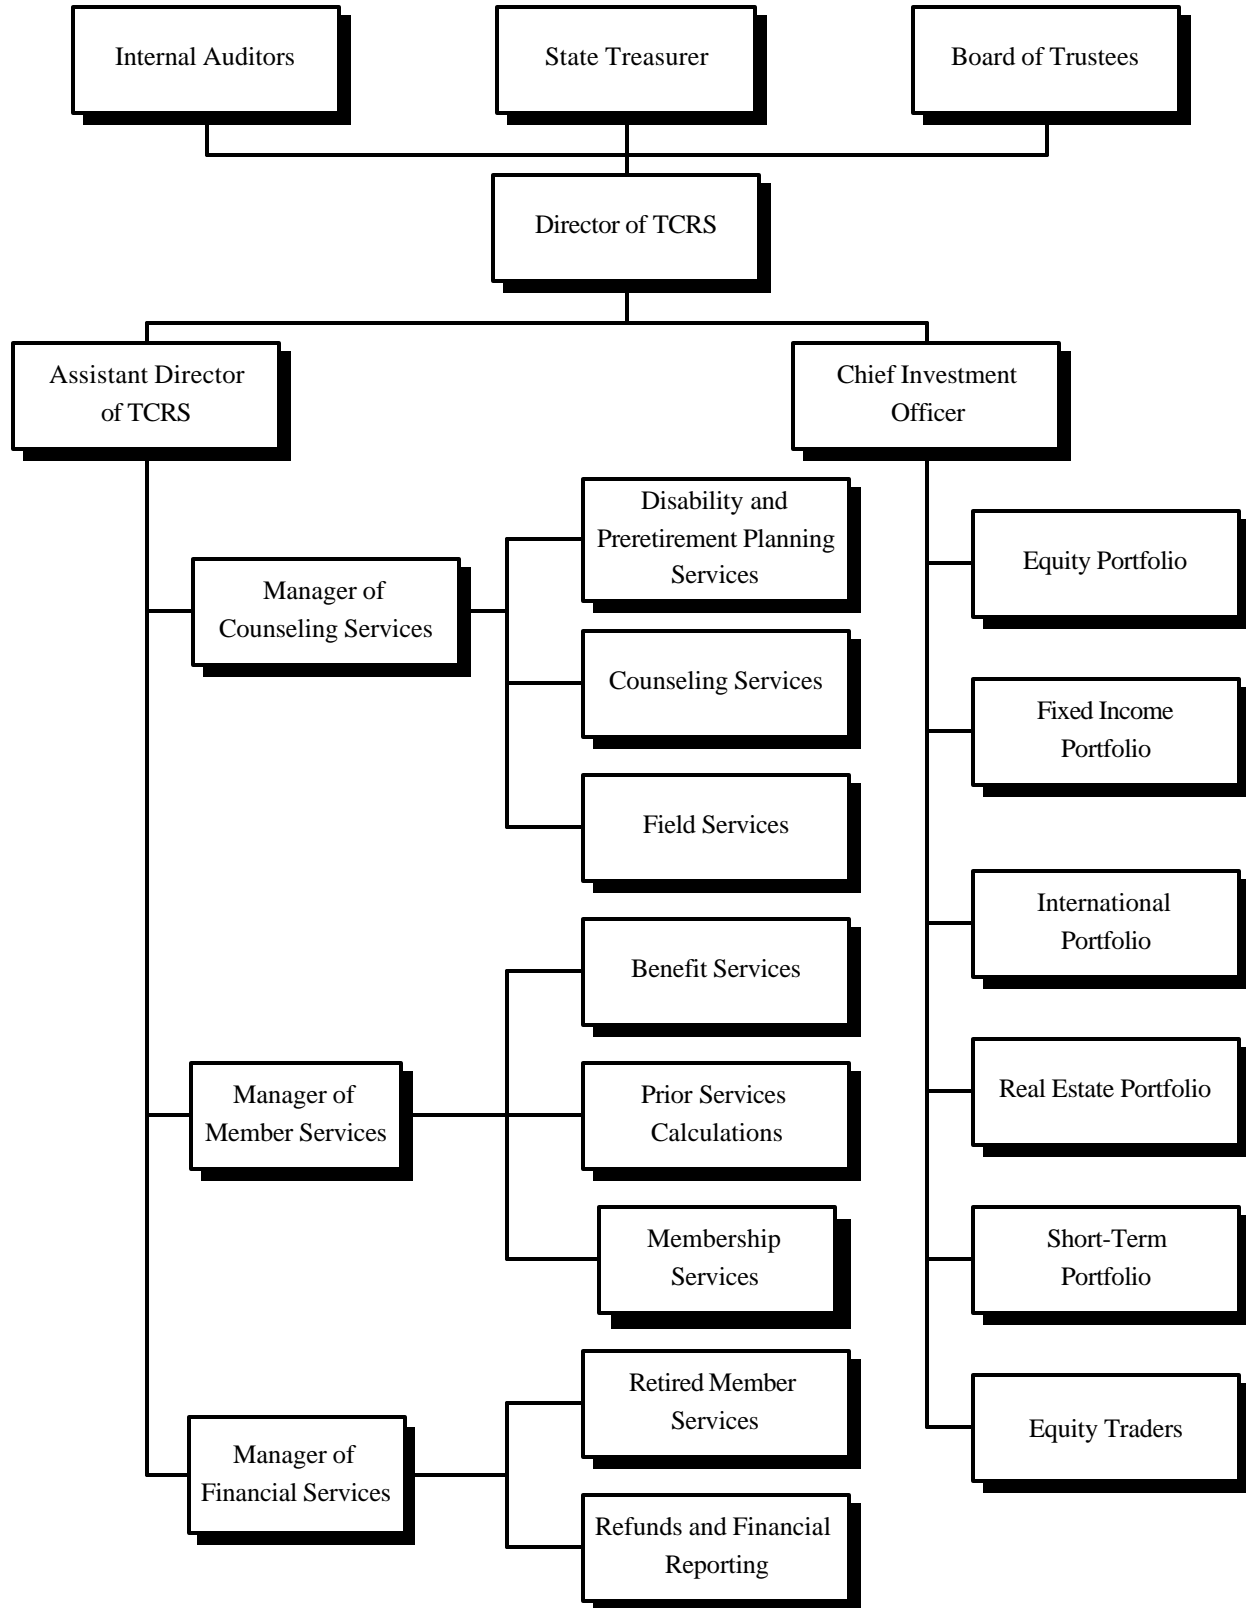 Internal Auditors
State Treasurer
Board of Trustees
Director of TCRS
Assistant Director
of TCRS
Chief Investment
Officer
Manager of
Counseling Services
Disability and
Preretirement Planning
Services
Counseling Services
Field Services
Manager of
Member Services
Benefit Services
Prior Services
Calculations
Membership
Services
Manager of
Financial Services
Retired Member
Services
Refunds and Financial
Reporting
Equity Portfolio
Fixed Income
Portfolio
International
Portfolio
Real Estate Portfolio
Short-Term
Portfolio
Equity Traders